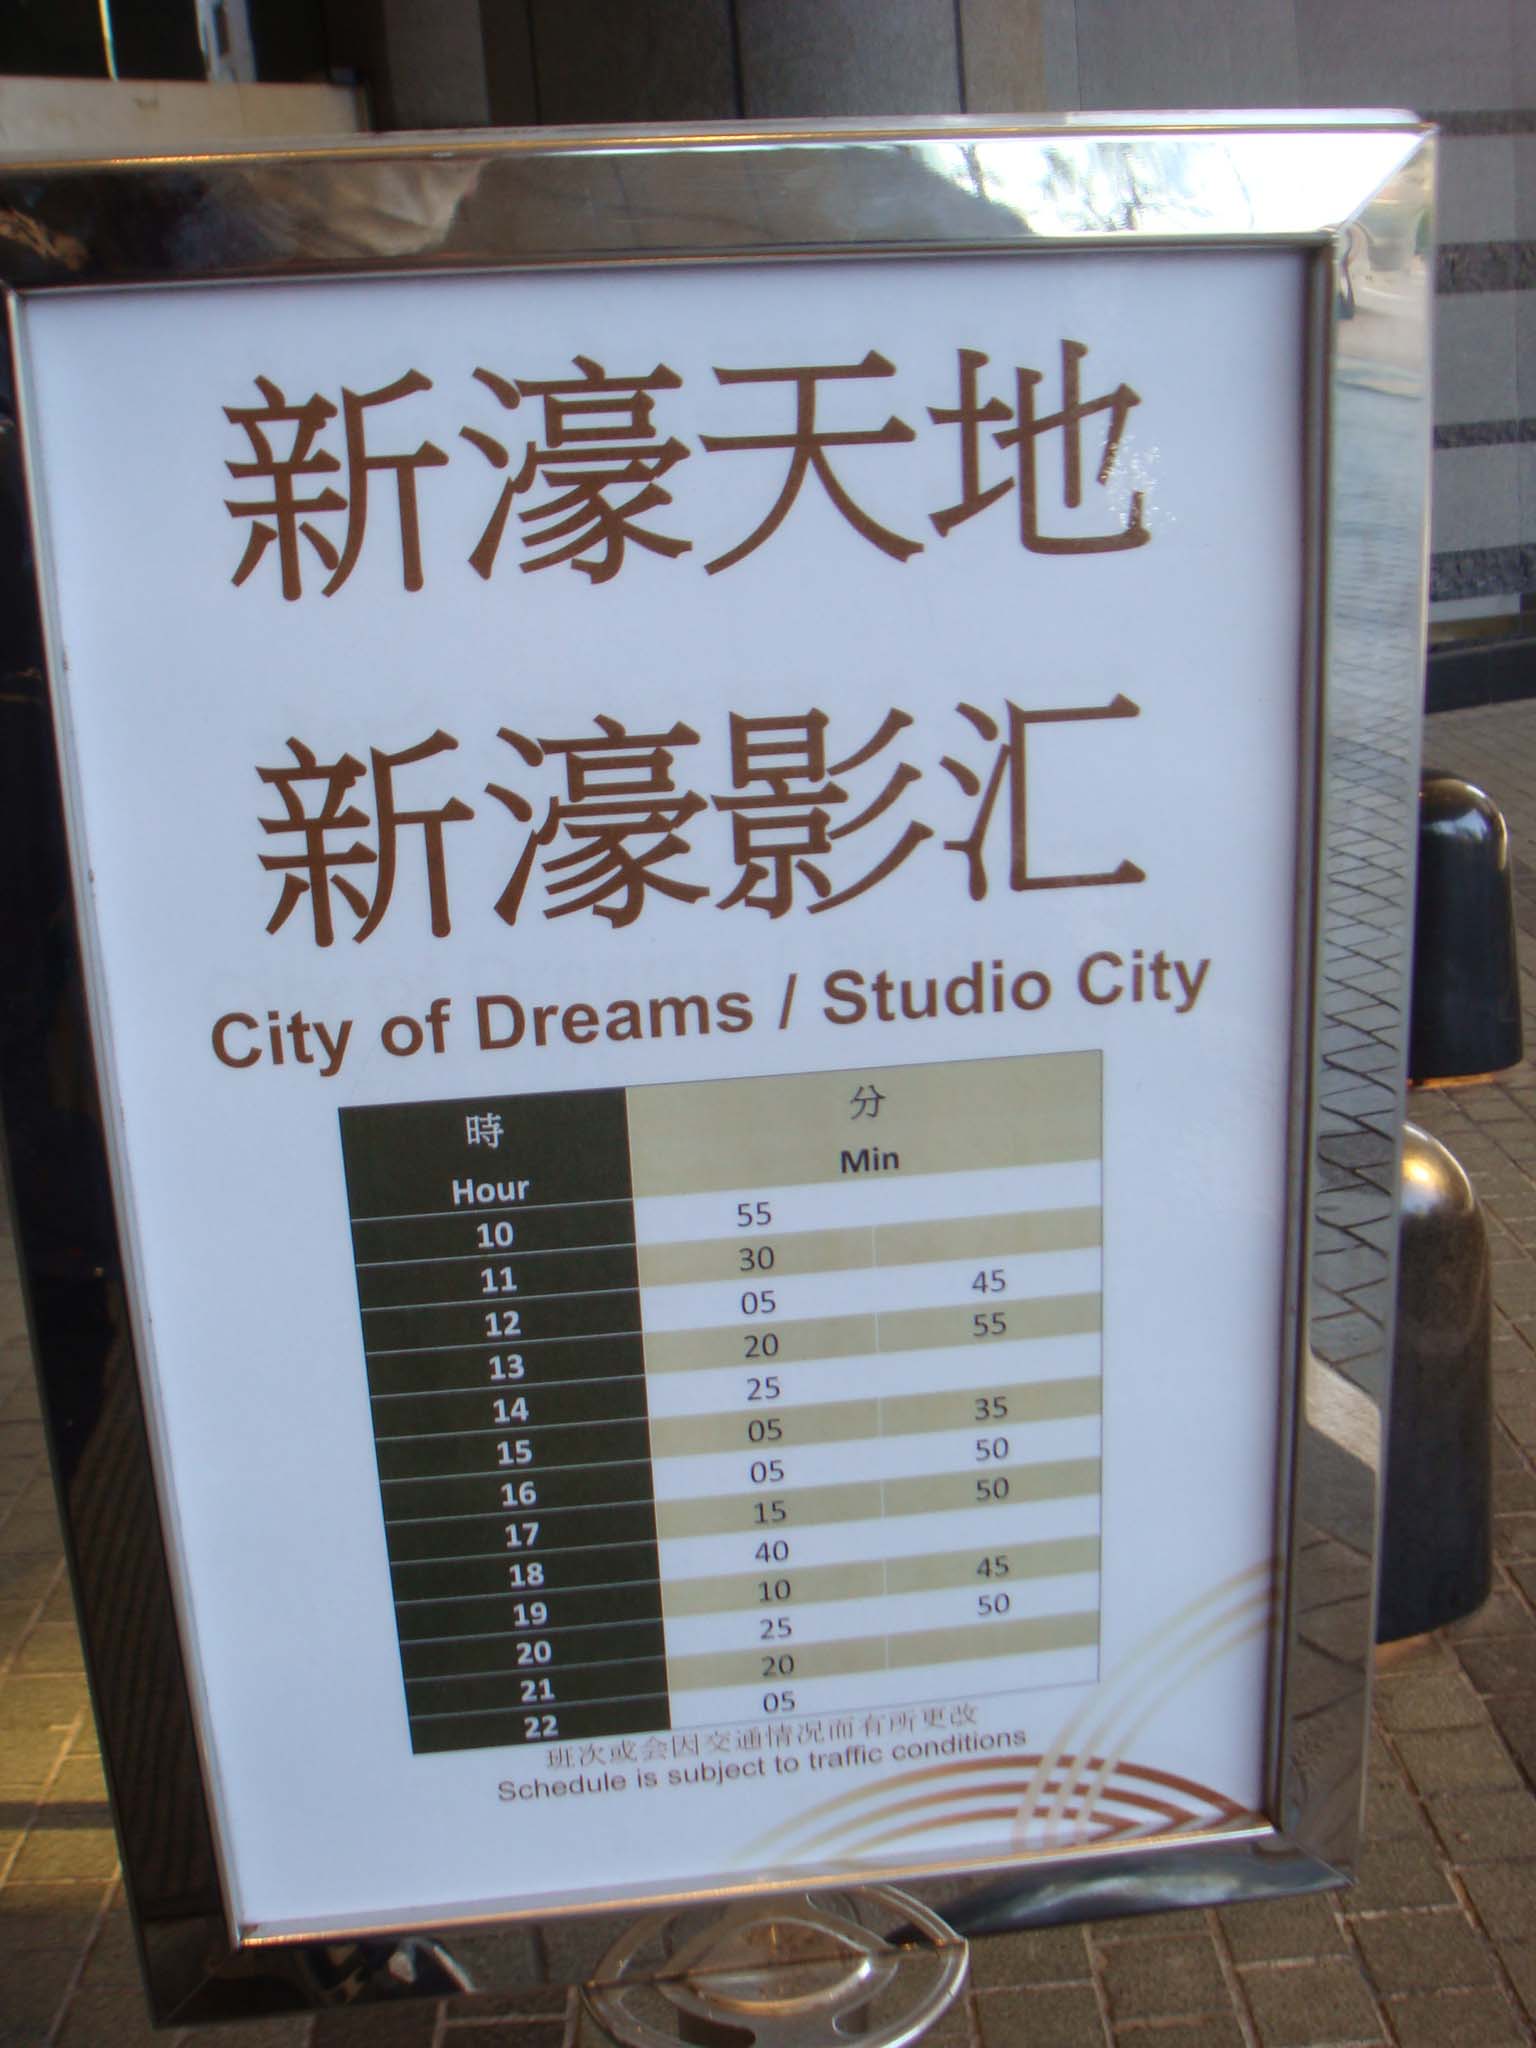 新濠天地
新濠影汇
City of Dreams / Studio City
時 分
Hour Min
10 55
11 30
12 05 45
13 20 55
14 25
15 05 35
16 05 50
17 15 50
18 40
19 10 45
20 25 50
21 20
22 05
班次或会因交通情况而有所更改
Schedule is subject to traffic conditions